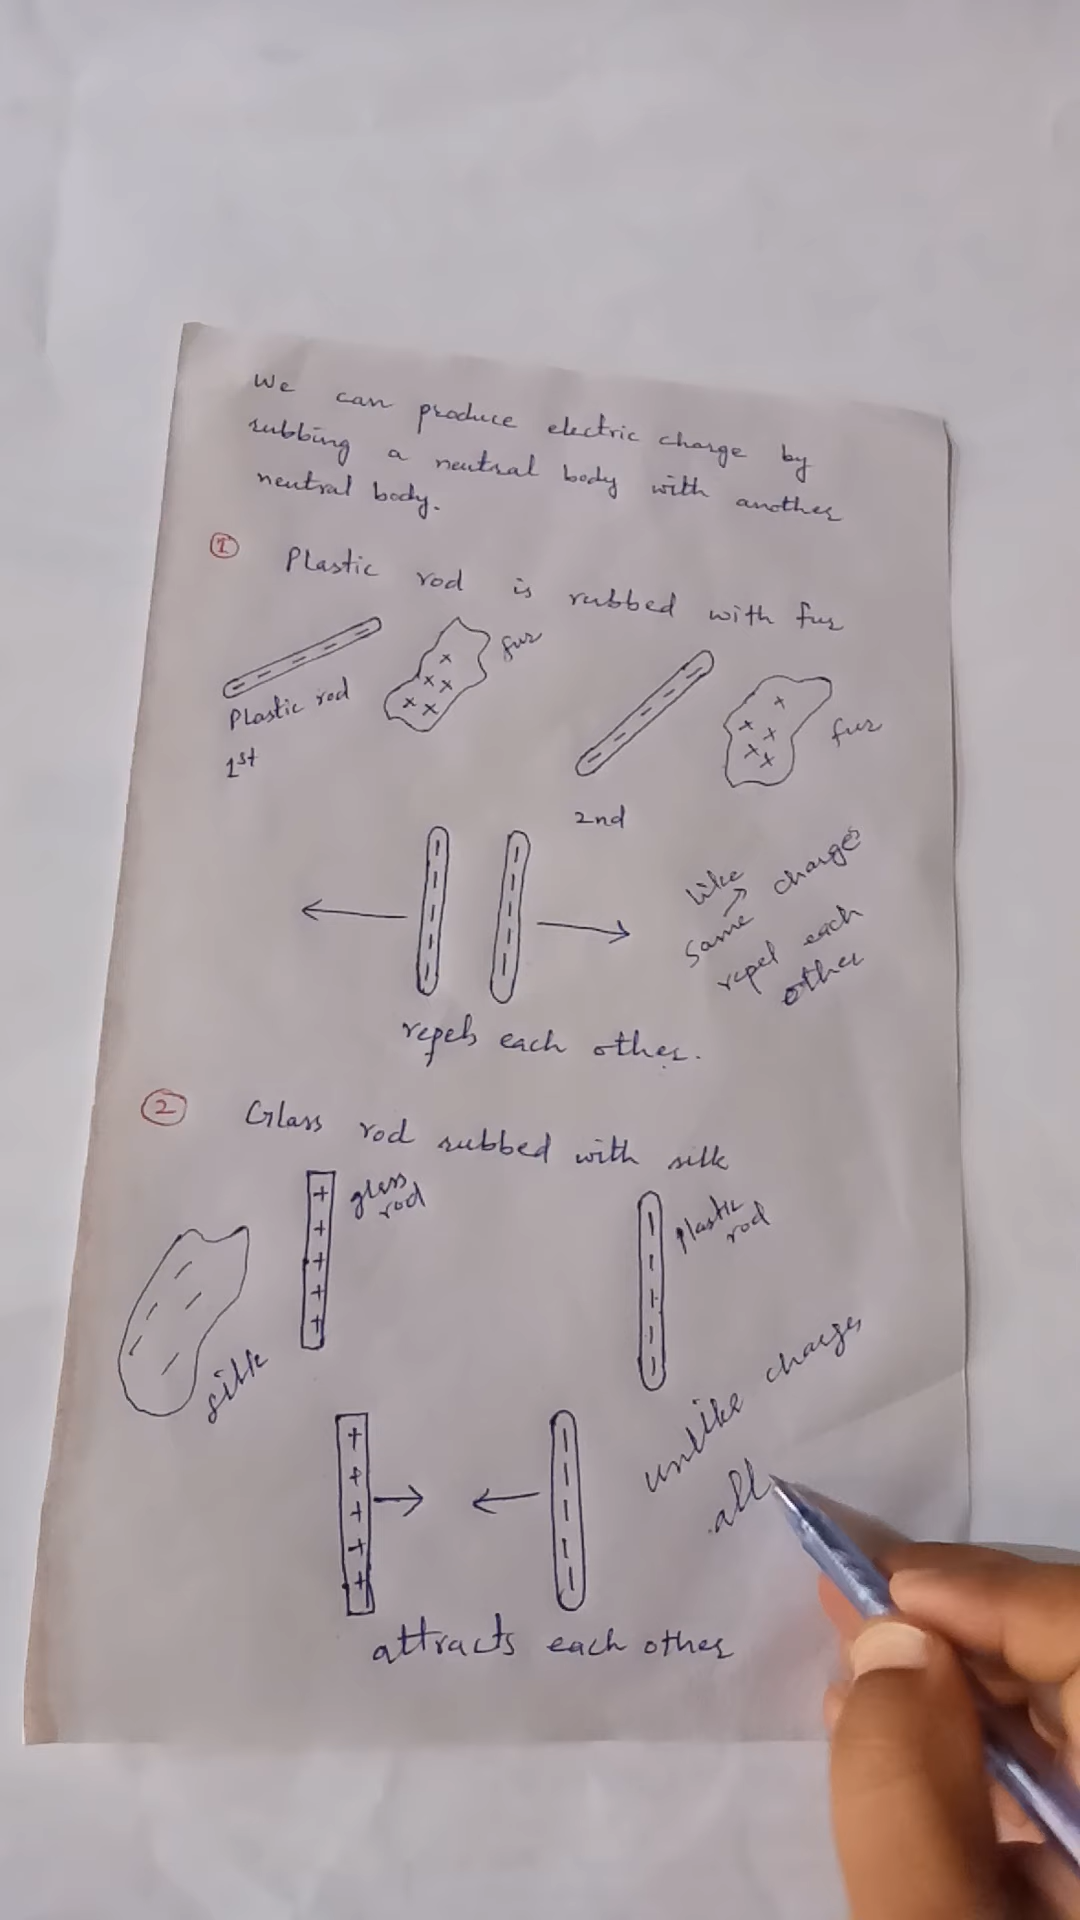 We can produce electric charge by
rubbing a neutral body with another
neutral body.
1 Plastic rod is rubbed with fur
Plastic rod
1st
fur
2nd
fur
like
same → charges
repel each
other
repels each other.
2 Glass rod rubbed with silk
silk
glass
rod
plastic
rod
unlike charges
att
attracts each other